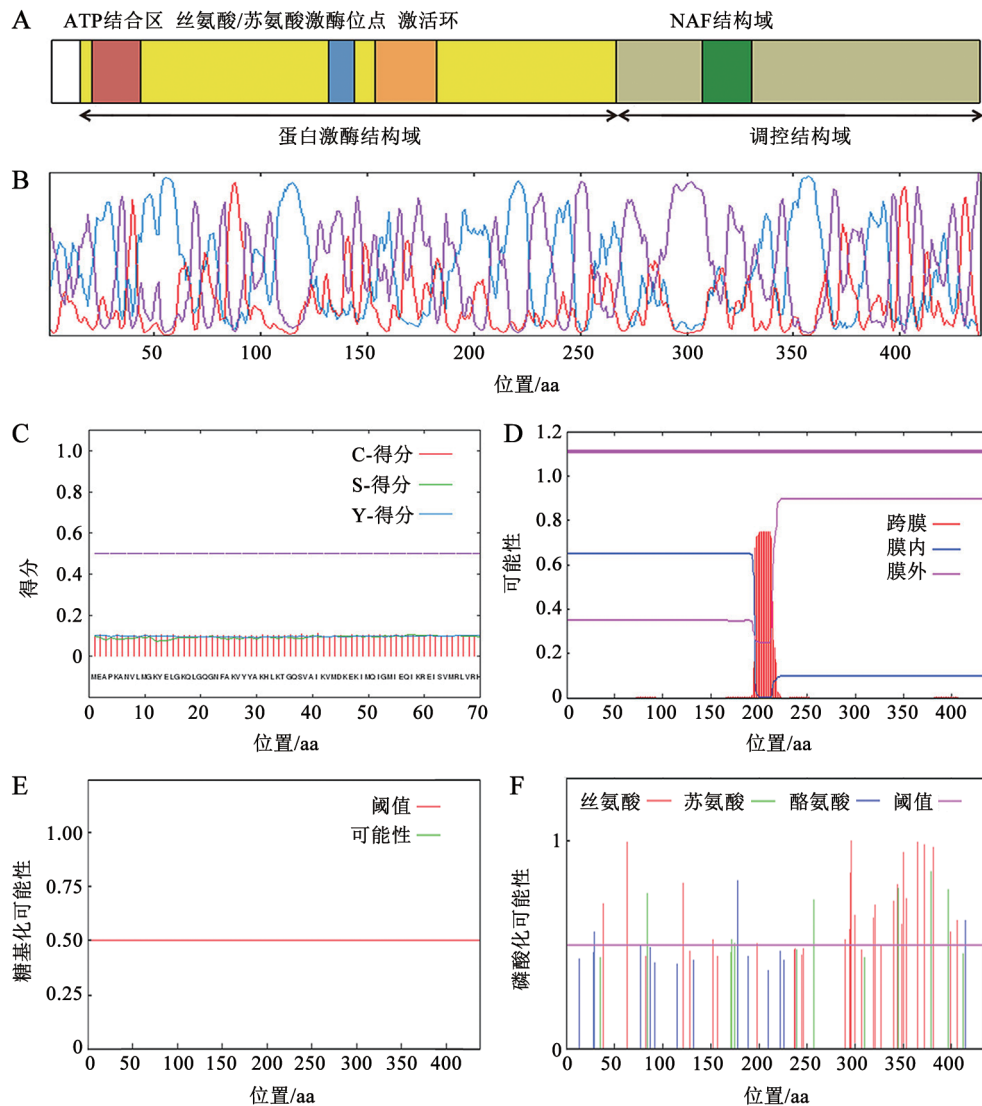 A
ATP结合区 丝氨酸/苏氨酸激酶位点 激活环 NAF结构域
蛋白激酶结构域 调控结构域
B
50 100 150 200 250 300 350 400
位置/aa
C
1.0
0.8
0.6
0.4
0.2
0
得分
C-得分
S-得分
Y-得分
0 10 20 30 40 50 60 70
位置/aa
D
1.2
1.0
0.8
0.6
0.4
0.2
0
可能性
跨膜
膜内
膜外
0 50 100 150 200 250 300 350 400
位置/aa
E
1.00
0.75
0.50
0.25
0
糖基化可能性
阈值
可能性
0 50 100 150 200 250 300 350 400
位置/aa
F
丝氨酸 苏氨酸 酪氨酸 阈值
1
0
磷酸化可能性
0 50 100 150 200 250 300 350 400
位置/aa